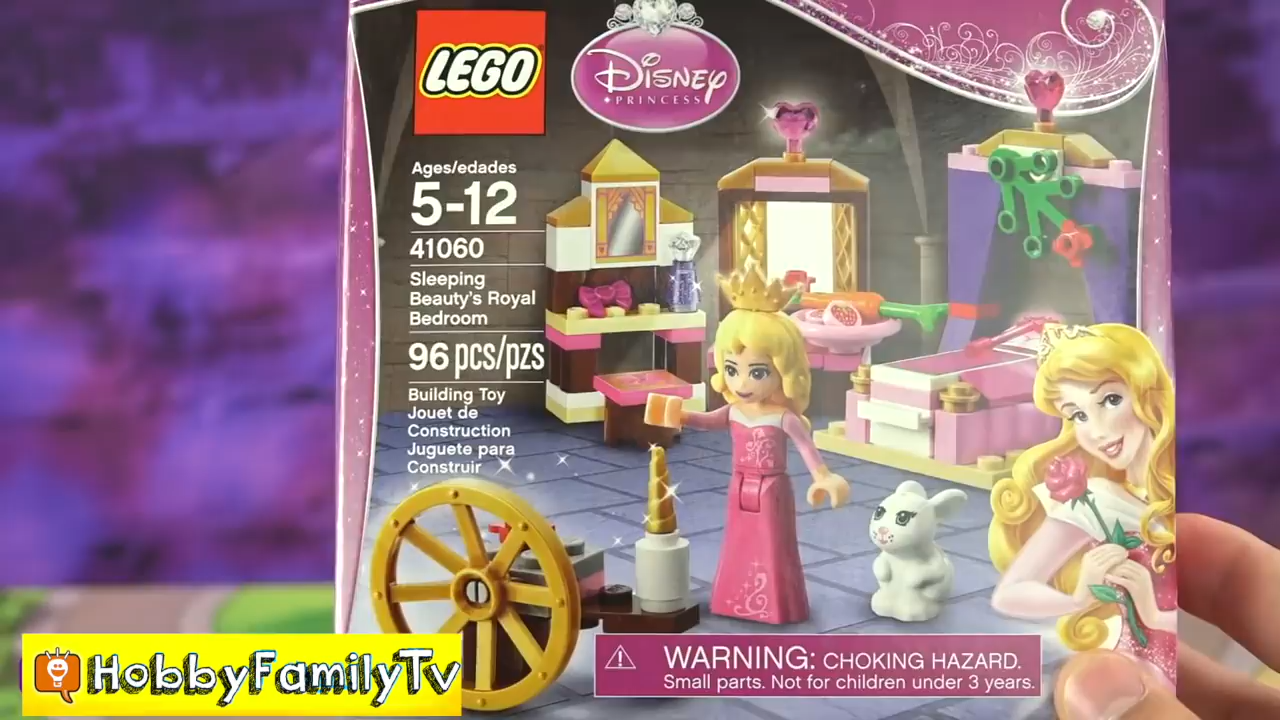 LEGO
DISNEY
PRINCESS
Ages/edades
5-12
41060
Sleeping
Beauty's Royal
Bedroom
96 pcs/pzs
Building Toy
Jouet de
Construction
Juguete para
Construir
WARNING: CHOKING HAZARD.
Small parts. Not for children under 3 years.
HobbyFamilyTv